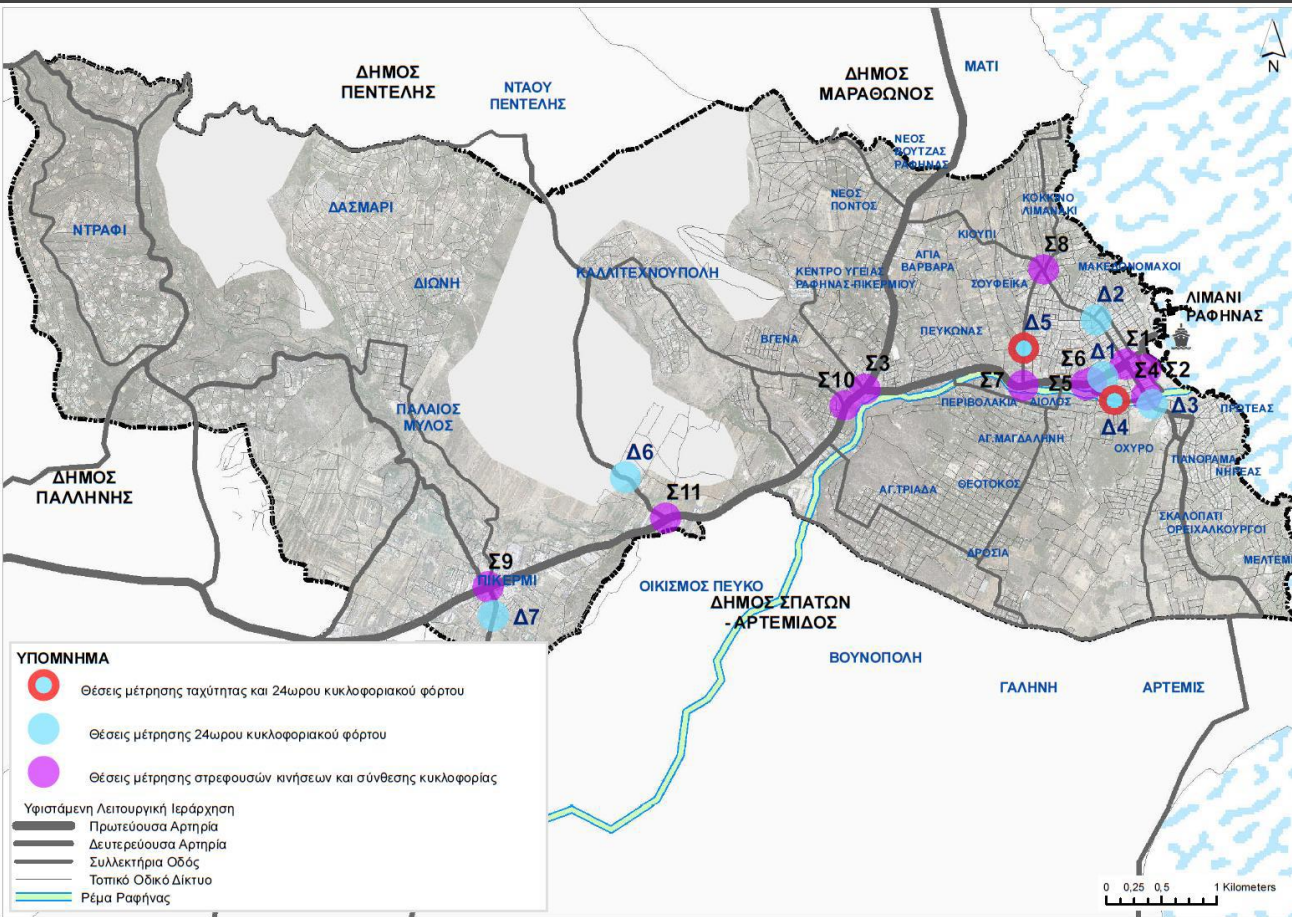 ΔΗΜΟΣ
ΠΕΝΤΕΛΗΣ
ΝΤΑΟΥ
ΠΕΝΤΕΛΗΣ
ΔΗΜΟΣ
ΜΑΡΑΘΩΝΟΣ
ΜΑΤΙ
N
ΝΕΟΣ
ΒΟΥΤΖΑΣ
ΡΑΦΗΝΑΣ
ΝΕΟΣ
ΠΟΝΤΟΣ
ΚΟΚΚΙΝΟ
ΛΙΜΑΝΑΚΙ
ΔΑΣΜΑΡΙ
ΝΤΡΑΦΙ
ΚΙΟΥΠΙ
Σ8
ΑΓΙΑ
ΒΑΡΒΑΡΑ
ΜΑΚΕΔΟΝΟΜΑΧΟΙ
ΚΑΛΛΙΤΕΧΝΟΥΠΟΛΗ
ΚΕΝΤΡΟ ΥΓΕΙΑΣ
ΡΑΦΗΝΑΣ-ΠΙΚΕΡΜΙΟΥ
ΣΟΥΦΕΪΚΑ
ΔΙΩΝΗ
Δ2
ΛΙΜΑΝΙ
ΡΑΦΗΝΑΣ
Δ5
ΠΕΥΚΩΝΑΣ
ΒΓΕΝΑ
Σ1
Σ6
Δ1
Σ3
Σ10
Σ7
Σ5
Σ4
Σ2
ΠΕΡΙΒΟΛΑΚΙΑ
ΑΙΟΛΟΣ
Δ4
Δ3
ΠΡΩΤΕΑΣ
ΠΑΛΑΙΟΣ
ΜΥΛΟΣ
ΑΓ.ΜΑΓΔΑΛΗΝΗ
ΟΧΥΡΟ
ΠΑΝΟΡΑΜΑ
ΝΗΡΕΑΣ
Δ6
ΔΗΜΟΣ
ΠΑΛΛΗΝΗΣ
Σ11
ΑΓ.ΤΡΙΑΔΑ
ΘΕΟΤΟΚΟΣ
ΣΚΑΛΟΠΑΤΙ
ΟΡΕΙΧΑΛΚΟΥΡΓΟΙ
ΔΡΟΣΙΑ
ΜΕΛΤΕΜΙ
Σ9
ΠΙΚΕΡΜΙ
ΟΙΚΙΣΜΟΣ ΠΕΥΚΟ
ΔΗΜΟΣ ΣΠΑΤΩΝ
- ΑΡΤΕΜΙΔΟΣ
Δ7
ΒΟΥΝΟΠΟΛΗ
ΓΑΛΗΝΗ
ΑΡΤΕΜΙΣ
ΥΠΟΜΝΗΜΑ
Θέσεις μέτρησης ταχύτητας και 24ωρου κυκλοφοριακού φόρτου
Θέσεις μέτρησης 24ωρου κυκλοφοριακού φόρτου
Θέσεις μέτρησης στρεφουσών κινήσεων και σύνθεσης κυκλοφορίας
Υφιστάμενη Λειτουργική Ιεράρχηση
Πρωτεύουσα Αρτηρία
Δευτερεύουσα Αρτηρία
Συλλεκτήρια Οδός
Τοπικό Οδικό Δίκτυο
Ρέμα Ραφήνας
0 0,25 0,5 1 Kilometers